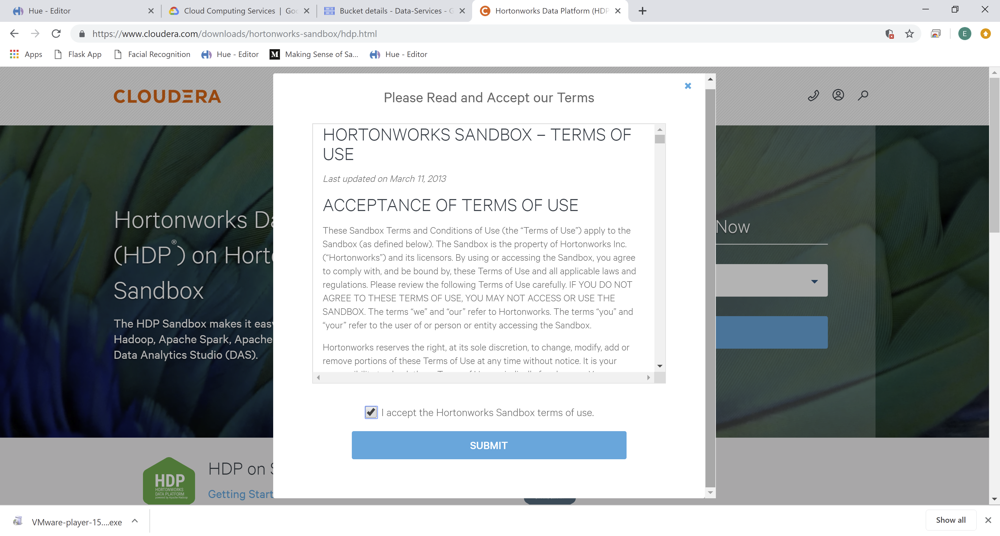 Hue - Editor
Cloud Computing Services | Goo
Bucket details - Data-Services - G
Hortonworks Data Platform (HDP
https://www.cloudera.com/downloads/hortonworks-sandbox/hdp.html
E
Apps
Flask App
Facial Recognition
Hue - Editor
M
Making Sense of Sa...
Hue - Editor
CLOUDERA
Please Read and Accept our Terms
HORTONWORKS SANDBOX – TERMS OF
USE
Last updated on March 11, 2013
ACCEPTANCE OF TERMS OF USE
These Sandbox Terms and Conditions of Use (the “Terms of Use”) apply to the
Sandbox (as defined below). The Sandbox is the property of Hortonworks Inc.
(“Hortonworks”) and its licensors. By using or accessing the Sandbox, you agree
to comply with, and be bound by, these Terms of Use and all applicable laws and
regulations. Please review the following Terms of Use carefully. IF YOU DO NOT
AGREE TO THESE TERMS OF USE, YOU MAY NOT ACCESS OR USE THE
SANDBOX. The terms “we” and “our” refer to Hortonworks. The terms “you” and
“your” refer to the user of or person or entity accessing the Sandbox.
Hortonworks reserves the right, at its sole discretion, to change, modify, add or
remove portions of these Terms of Use at any time without notice. It is your
I accept the Hortonworks Sandbox terms of use.
SUBMIT
Hortonworks Da
(HDP®) on Horto
Sandbox
The HDP Sandbox makes it easy
Hadoop, Apache Spark, Apache
Data Analytics Studio (DAS).
Now
HDP
HORTONWORKS
DATA PLATFORM
powered by Apache Hadoop
HDP on S
Getting Start
VMware-player-15....exe
Show all